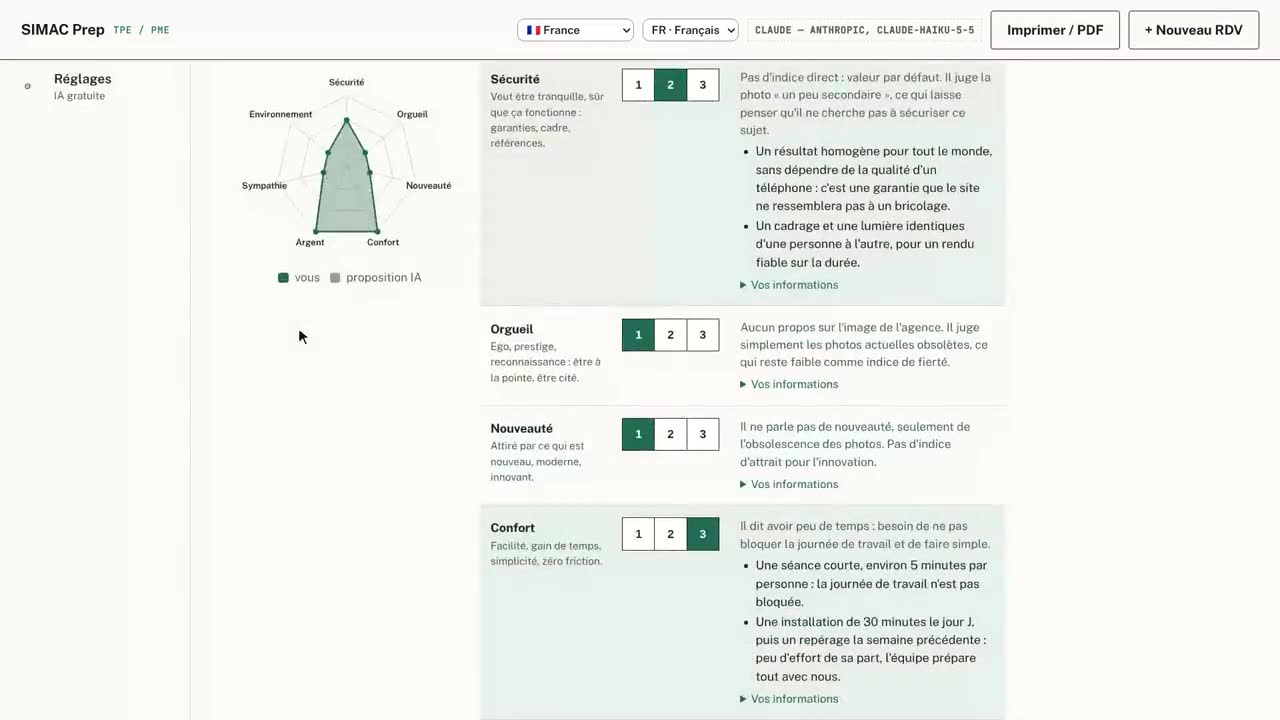 SIMAC Prep TPE / PME
🇫🇷 France
FR · Français
CLAUDE — ANTHROPIC, CLAUDE-HAIKU-5-5
Imprimer / PDF
+ Nouveau RDV
Réglages
IA gratuite
Sécurité
Environnement
Orgueil
Sympathie
Nouveauté
Argent
Confort
vous
proposition IA
Sécurité
Veut être tranquille, sûr
que ça fonctionne :
garanties, cadre,
références.
1 2 3
Pas d'indice direct : valeur par défaut. Il juge la
photo « un peu secondaire », ce qui laisse
penser qu'il ne cherche pas à sécuriser ce
sujet.
• Un résultat homogène pour tout le monde,
sans dépendre de la qualité d'un
téléphone : c'est une garantie que le site
ne ressemblera pas à un bricolage.
• Un cadrage et une lumière identiques
d'une personne à l'autre, pour un rendu
fiable sur la durée.
▶ Vos informations
Orgueil
Ego, prestige,
reconnaissance : être à
la pointe, être cité.
1 2 3
Aucun propos sur l'image de l'agence. Il juge
simplement les photos actuelles obsolètes, ce
qui reste faible comme indice de fierté.
▶ Vos informations
Nouveauté
Attiré par ce qui est
nouveau, moderne,
innovant.
1 2 3
Il ne parle pas de nouveauté, seulement de
l'obsolescence des photos. Pas d'indice
d'attrait pour l'innovation.
▶ Vos informations
Confort
Facilité, gain de temps,
simplicité, zéro friction.
1 2 3
Il dit avoir peu de temps : besoin de ne pas
bloquer la journée de travail et de faire simple.
• Une séance courte, environ 5 minutes par
personne : la journée de travail n'est pas
bloquée.
• Une installation de 30 minutes le jour J,
puis un repérage la semaine précédente :
peu d'effort de sa part, l'équipe prépare
tout avec nous.
▶ Vos informations